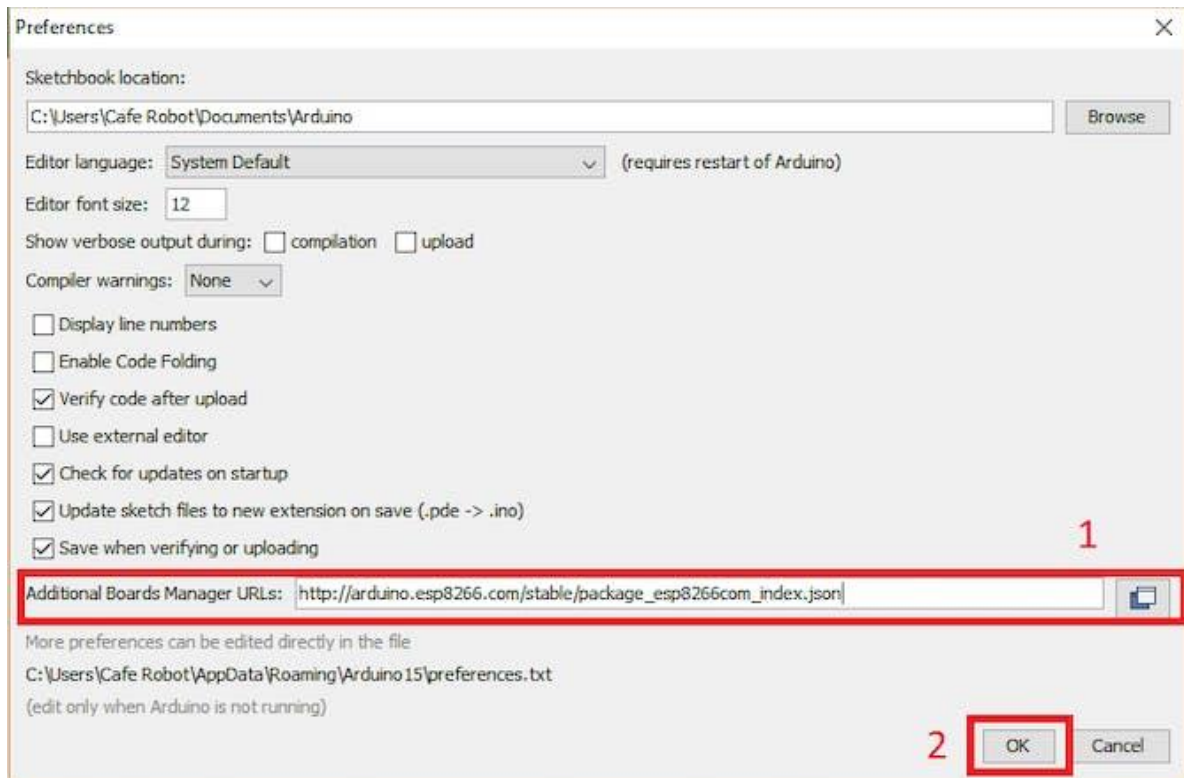 Preferences
Sketchbook location:
C:\Users\Cafe Robot\Documents\Arduino Browse
Editor language: System Default (requires restart of Arduino)
Editor font size: 12
Show verbose output during: compilation upload
Compiler warnings: None
Display line numbers
Enable Code Folding
Verify code after upload
Use external editor
Check for updates on startup
Update sketch files to new extension on save (.pde -> .ino)
Save when verifying or uploading
1
Additional Boards Manager URLs: http://arduino.esp8266.com/stable/package_esp8266com_index.json
More preferences can be edited directly in the file
C:\Users\Cafe Robot\AppData\Roaming\Arduino15\preferences.txt
(edit only when Arduino is not running)
2 OK Cancel